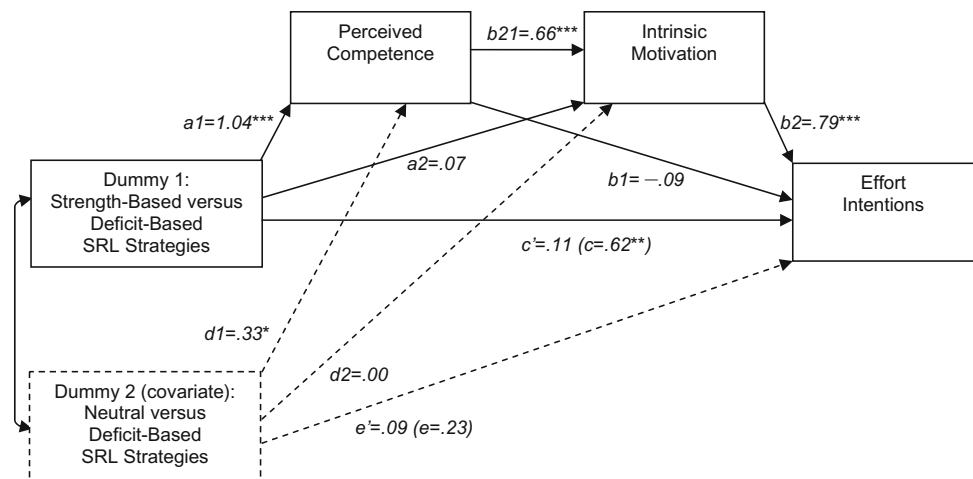 Perceived
Competence
b21=.66***
Intrinsic
Motivation
a1=1.04***
b2=.79***
a2=.07
b1= −.09
Dummy 1:
Strength-Based versus
Deficit-Based
SRL Strategies
Effort
Intentions
c'=.11 (c=.62**)
d1=.33*
d2=.00
Dummy 2 (covariate):
Neutral versus
Deficit-Based
SRL Strategies
e'=.09 (e=.23)